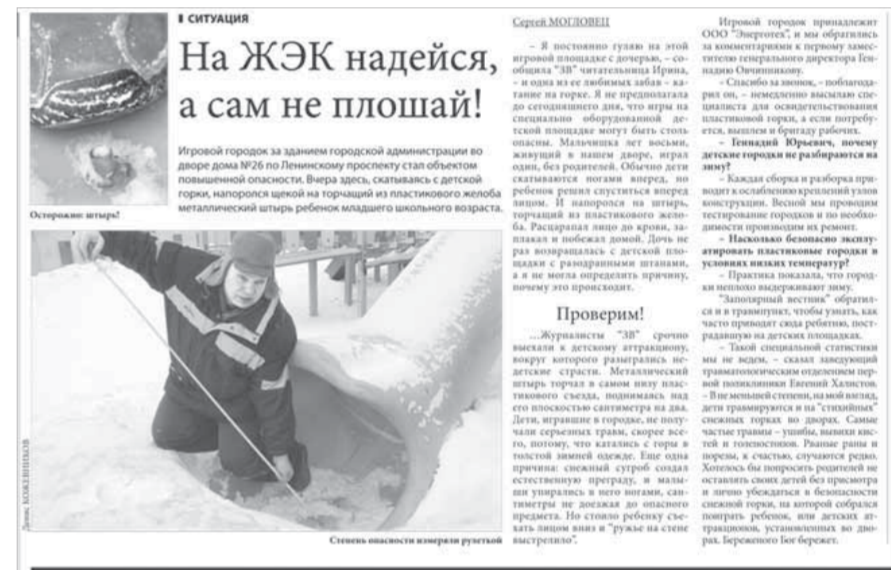 СИТУАЦИЯ
На ЖЭК надейся,
а сам не плошай!
Игровой городок за зданием городской администрации во
дворе дома №26 по Ленинскому проспекту стал объектом
повышенной опасности. Вчера здесь, скатываясь с детской
горки, напоролся щекой на торчащий из пластикового желоба
металлический штырь ребенок младшего школьного возраста.
Осторожно: штырь!
Денис КОЖЕВНИКОВ
Степень опасности измеряли рулеткой
Сергей МОГЛОВЕЦ
– Я постоянно гуляю на этой
игровой площадке с дочерью, – со-
общила "ЗВ" читательница Ирина,
– и одна из ее любимых забав – ка-
тание на горке. Я не предполагала
до сегодняшнего дня, что игры на
специально оборудованной де-
тской площадке могут быть столь
опасны. Мальчишка лет восьми,
живущий в нашем дворе, играл
один, без родителей. Обычно дети
скатываются ногами вперед, но
ребенок решил спуститься вперед
лицом. И напоролся на штырь,
торчащий из пластикового жело-
ба. Расцарапал лицо до крови, за-
плакал и побежал домой. Дочь не
раз возвращалась с детской пло-
щадки с разодранными штанами,
а я не могла определить причину,
почему это происходит.
Проверим!
...Журналисты "ЗВ" срочно
выехали к детскому аттракциону,
вокруг которого разыгрались не-
детские страсти. Металлический
штырь торчал в самом низу плас-
тикового съезда, поднимаясь над
его плоскостью сантиметра на два.
Дети, игравшие в городке, не полу-
чали серьезных травм, скорее все-
го, потому, что катались с горы в
толстой зимней одежде. Еще одна
причина: снежный сугроб создал
естественную преграду, и малы-
ши упирались в него ногами, сан-
тиметры не доезжая до опасного
предмета. Но стоило ребенку съе-
хать лицом вниз и "ружье на стене
выстрелило".
Игровой городок принадлежит
ООО "Энерготех", и мы обратились
за комментариями к первому замес-
тителю генерального директора Ген-
надию Овчинникову.
– Спасибо за звонок, – поблагода-
рил он, – немедленно высылаю спе-
циалиста для освидетельствования
пластиковой горки, а если потребу-
ется, вышлем и бригаду рабочих.
– Геннадий Юрьевич, почему
детские городки не разбираются на
зиму?
– Каждая сборка и разборка при-
водит к ослаблению креплений узлов
конструкции. Весной мы проводим
тестирование городков и по необхо-
димости производим их ремонт.
– Насколько безопасно эксплу-
атировать пластиковые городки в
условиях низких температур?
– Практика показала, что город-
ки неплохо выдерживают зиму.
"Заполярный вестник" обратил-
ся и в травмпункт, чтобы узнать, как
часто приводят сюда ребятню, пост-
радавшую на детских площадках.
– Такой специальной статистики
мы не ведем, – сказал заведующий
травматологическим отделением пер-
вой поликлиники Евгений Халистов.
– В не меньшей степени, на мой взгляд,
дети травмируются и на "стихийных"
снежных горках во дворах. Самые
частые травмы – ушибы, вывихи кис-
тей и голеностопов. Рваные раны и
порезы, к счастью, случаются редко.
Хотелось бы попросить родителей не
оставлять своих детей без присмотра
и лично убеждаться в безопасности
снежной горки, на которой собрался
поиграть ребенок, или детских ат-
тракционов, установленных во дво-
рах. Береженого Бог бережет.